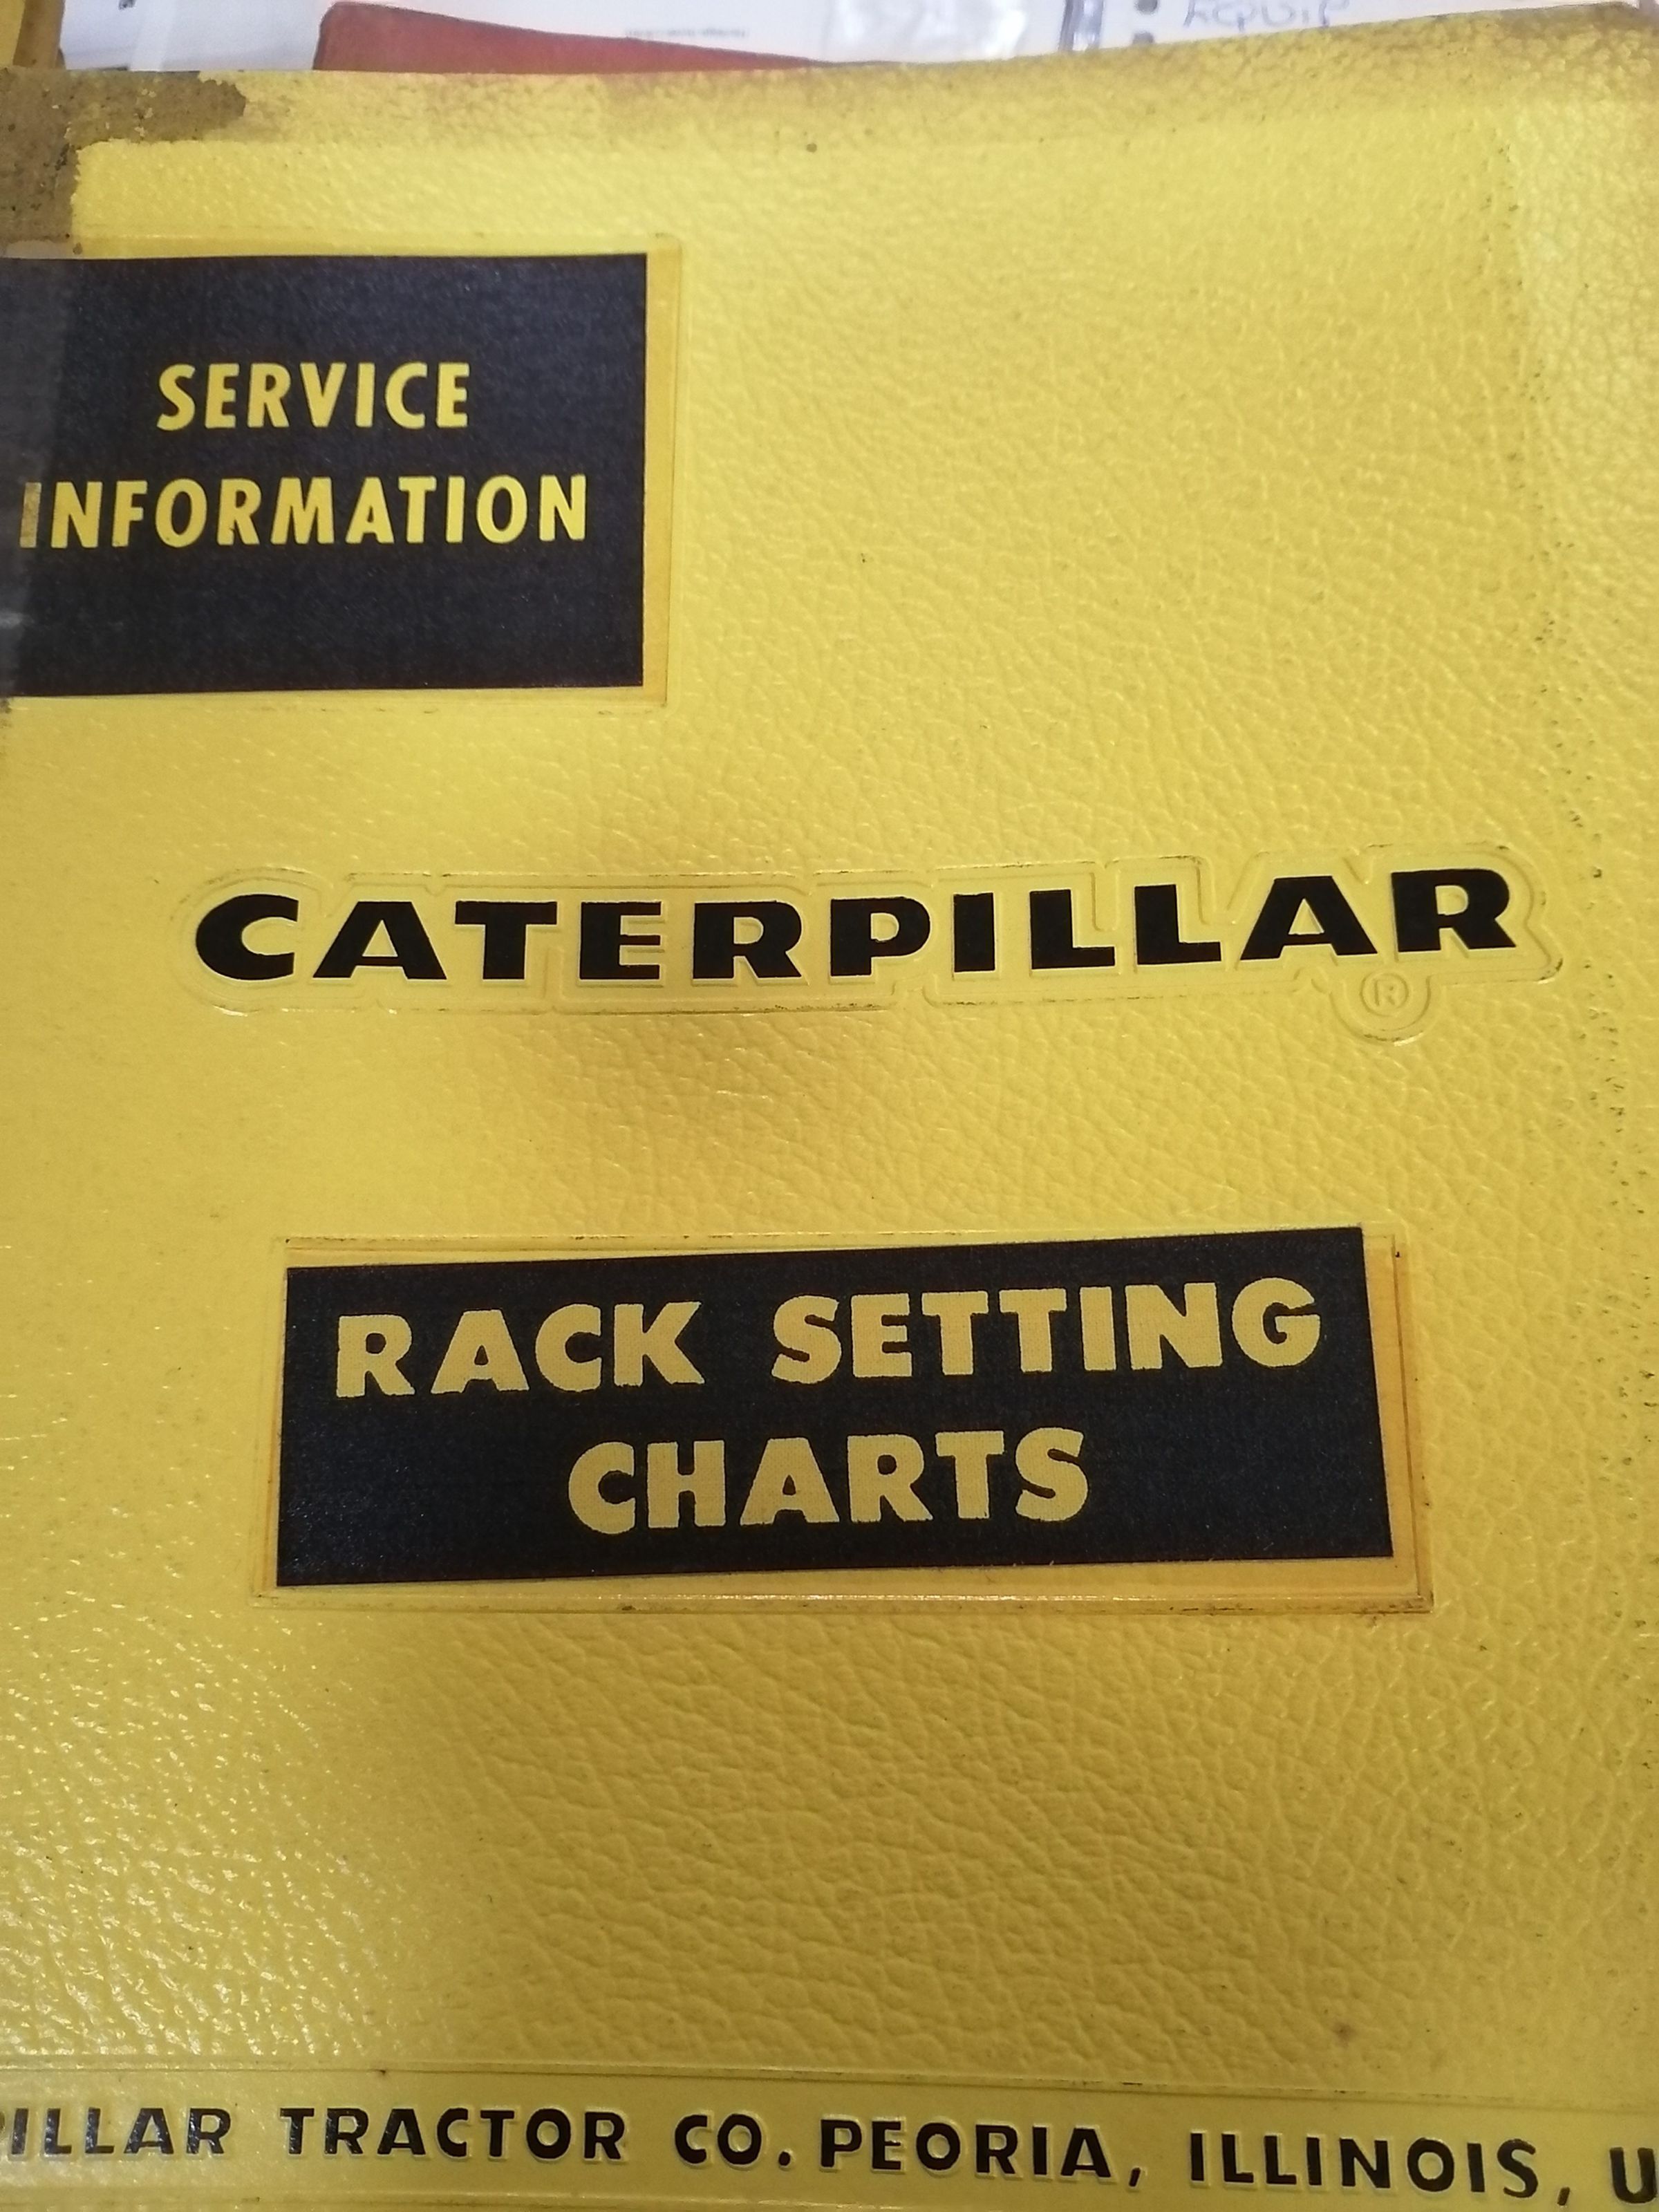 SERVICE
INFORMATION
CATERPILLAR
®
RACK SETTING
CHARTS
PILLAR TRACTOR CO. PEORIA, ILLINOIS, U